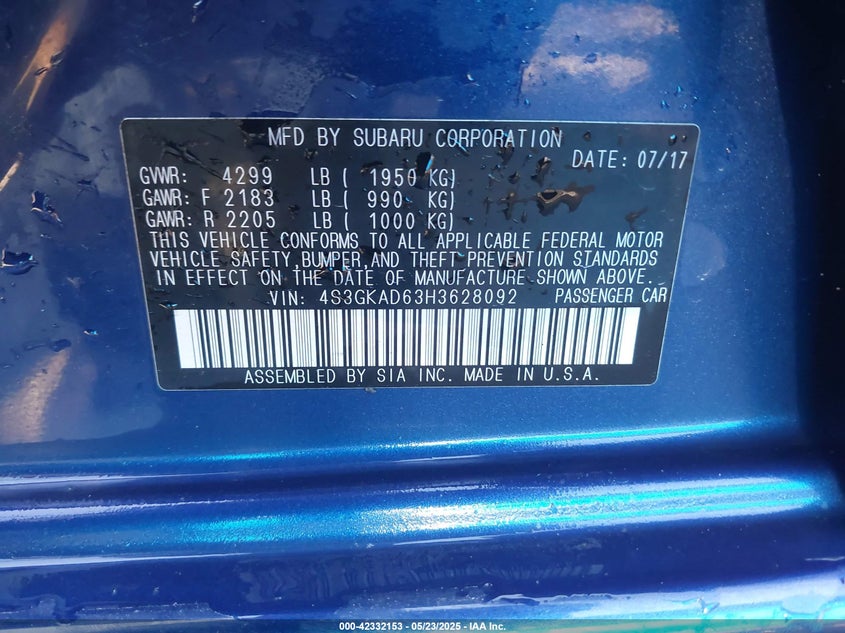 MFD BY SUBARU CORPORATION
DATE: 07/17
GVWR: 4299 LB ( 1950 KG)
GAWR: F 2183 LB ( 990 KG)
GAWR: R 2205 LB ( 1000 KG)
THIS VEHICLE CONFORMS TO ALL APPLICABLE FEDERAL MOTOR
VEHICLE SAFETY, BUMPER, AND THEFT PREVENTION STANDARDS
IN EFFECT ON THE DATE OF MANUFACTURE SHOWN ABOVE.
VIN: 4S3GKAD63H3628092 PASSENGER CAR
ASSEMBLED BY SIA INC. MADE IN U.S.A.
000-42332153 - 05/23/2025 - IAA Inc.